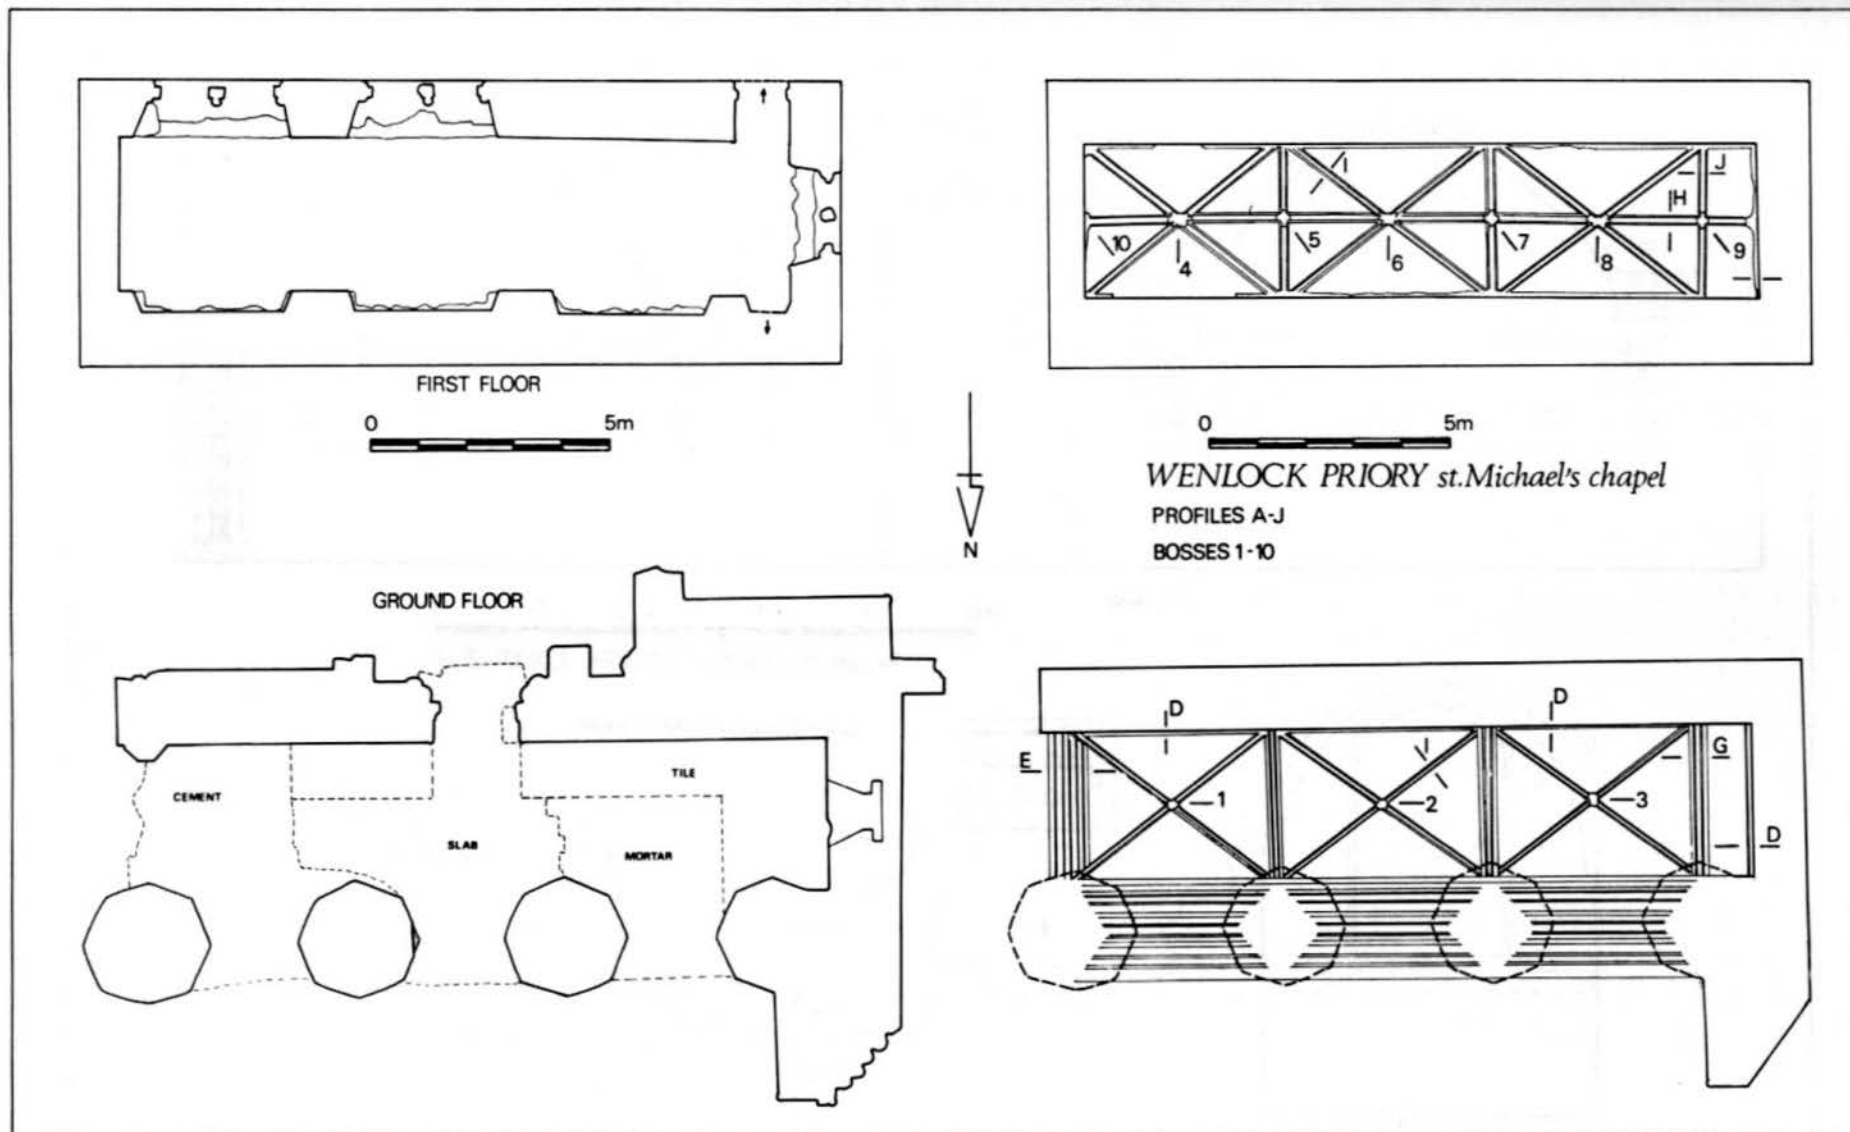 FIRST FLOOR
0 5m
I
J
H
10
4
5
6
7
8
9
0 5m
WENLOCK PRIORY st.Michael's chapel
PROFILES A-J
BOSSES 1-10
N
GROUND FLOOR
CEMENT
TILE
SLAB
MORTAR
D
D
E
I
G
1
2
3
D